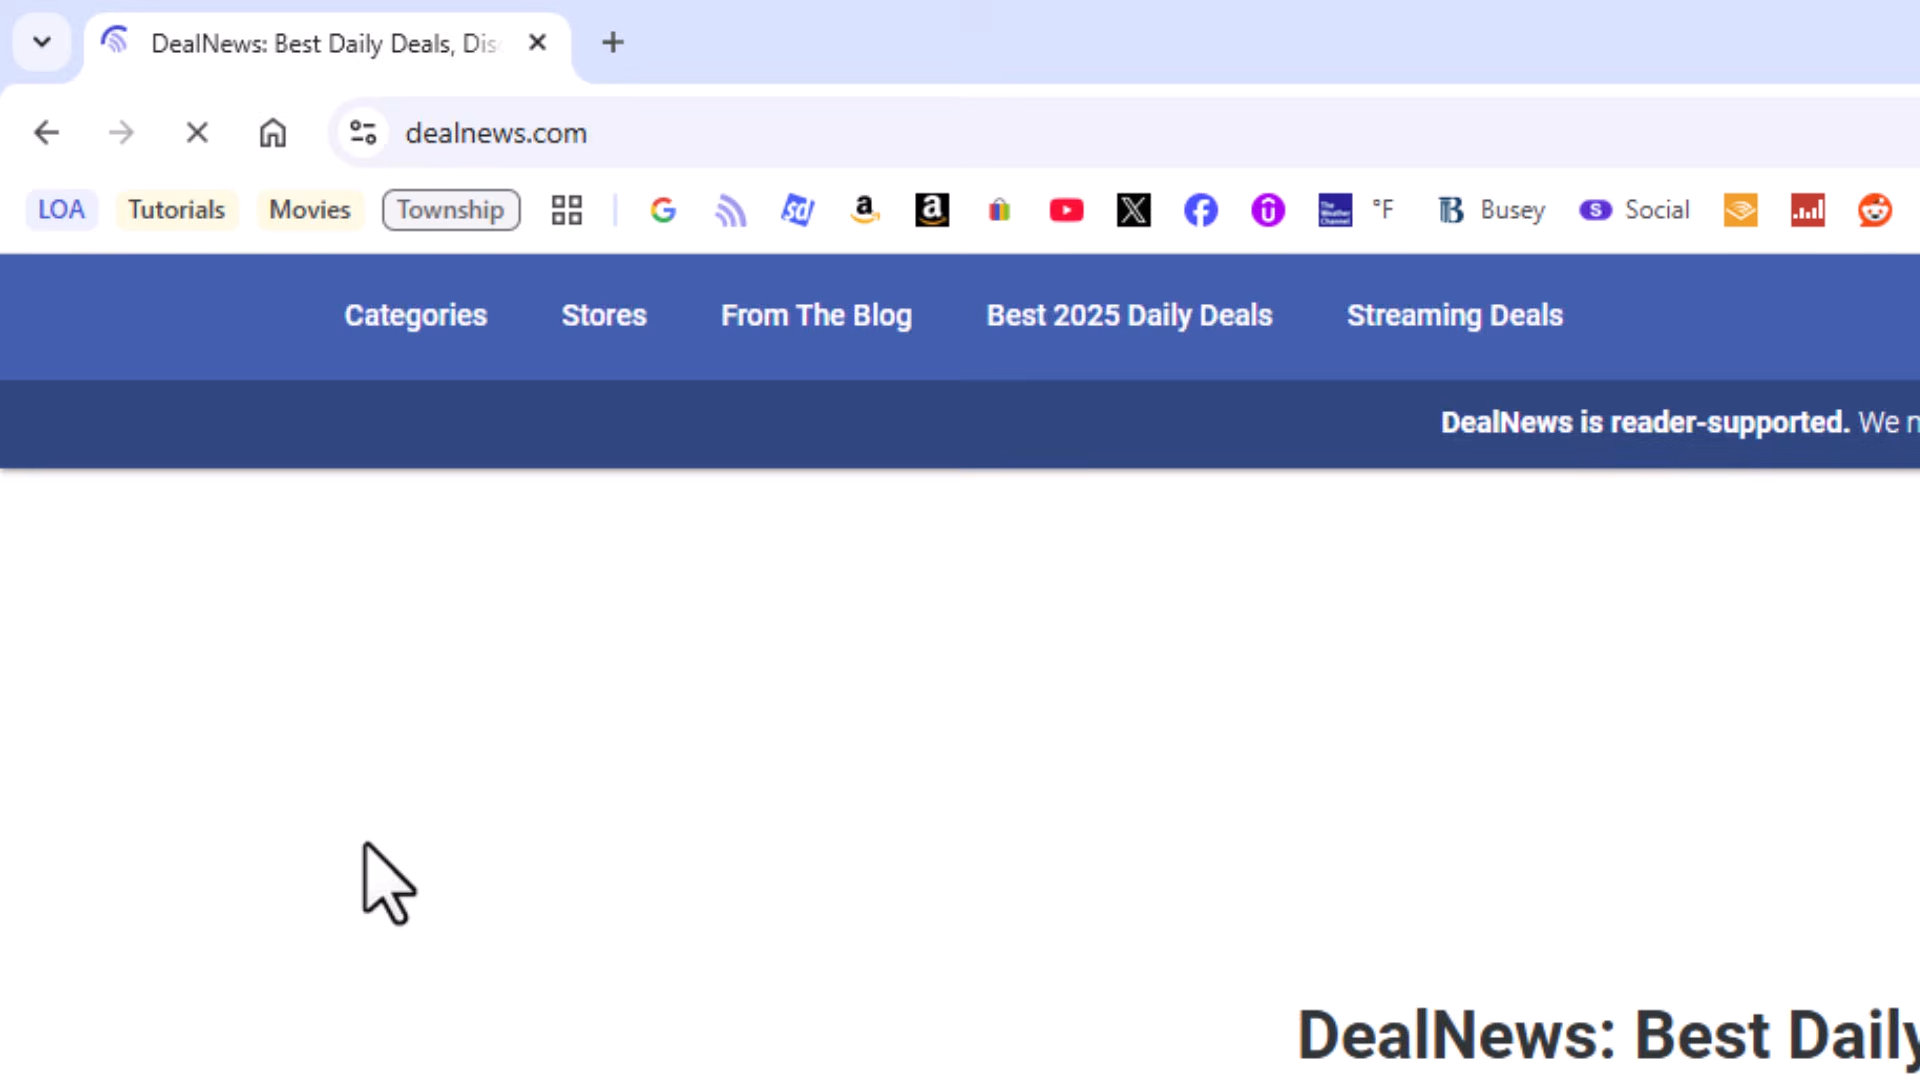 DealNews: Best Daily Deals, Dis
dealnews.com
LOA Tutorials Movies Township °F Busey Social
Categories Stores From The Blog Best 2025 Daily Deals Streaming Deals
DealNews is reader-supported. We
DealNews: Best Daily